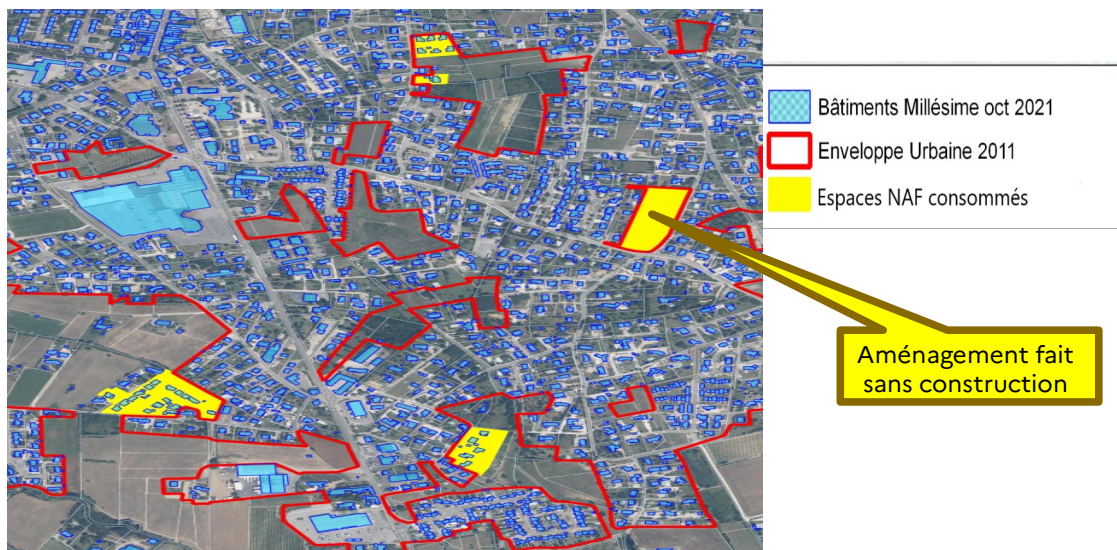 Bâtiments Millésime oct 2021
Enveloppe Urbaine 2011
Espaces NAF consommés
Aménagement fait
sans construction